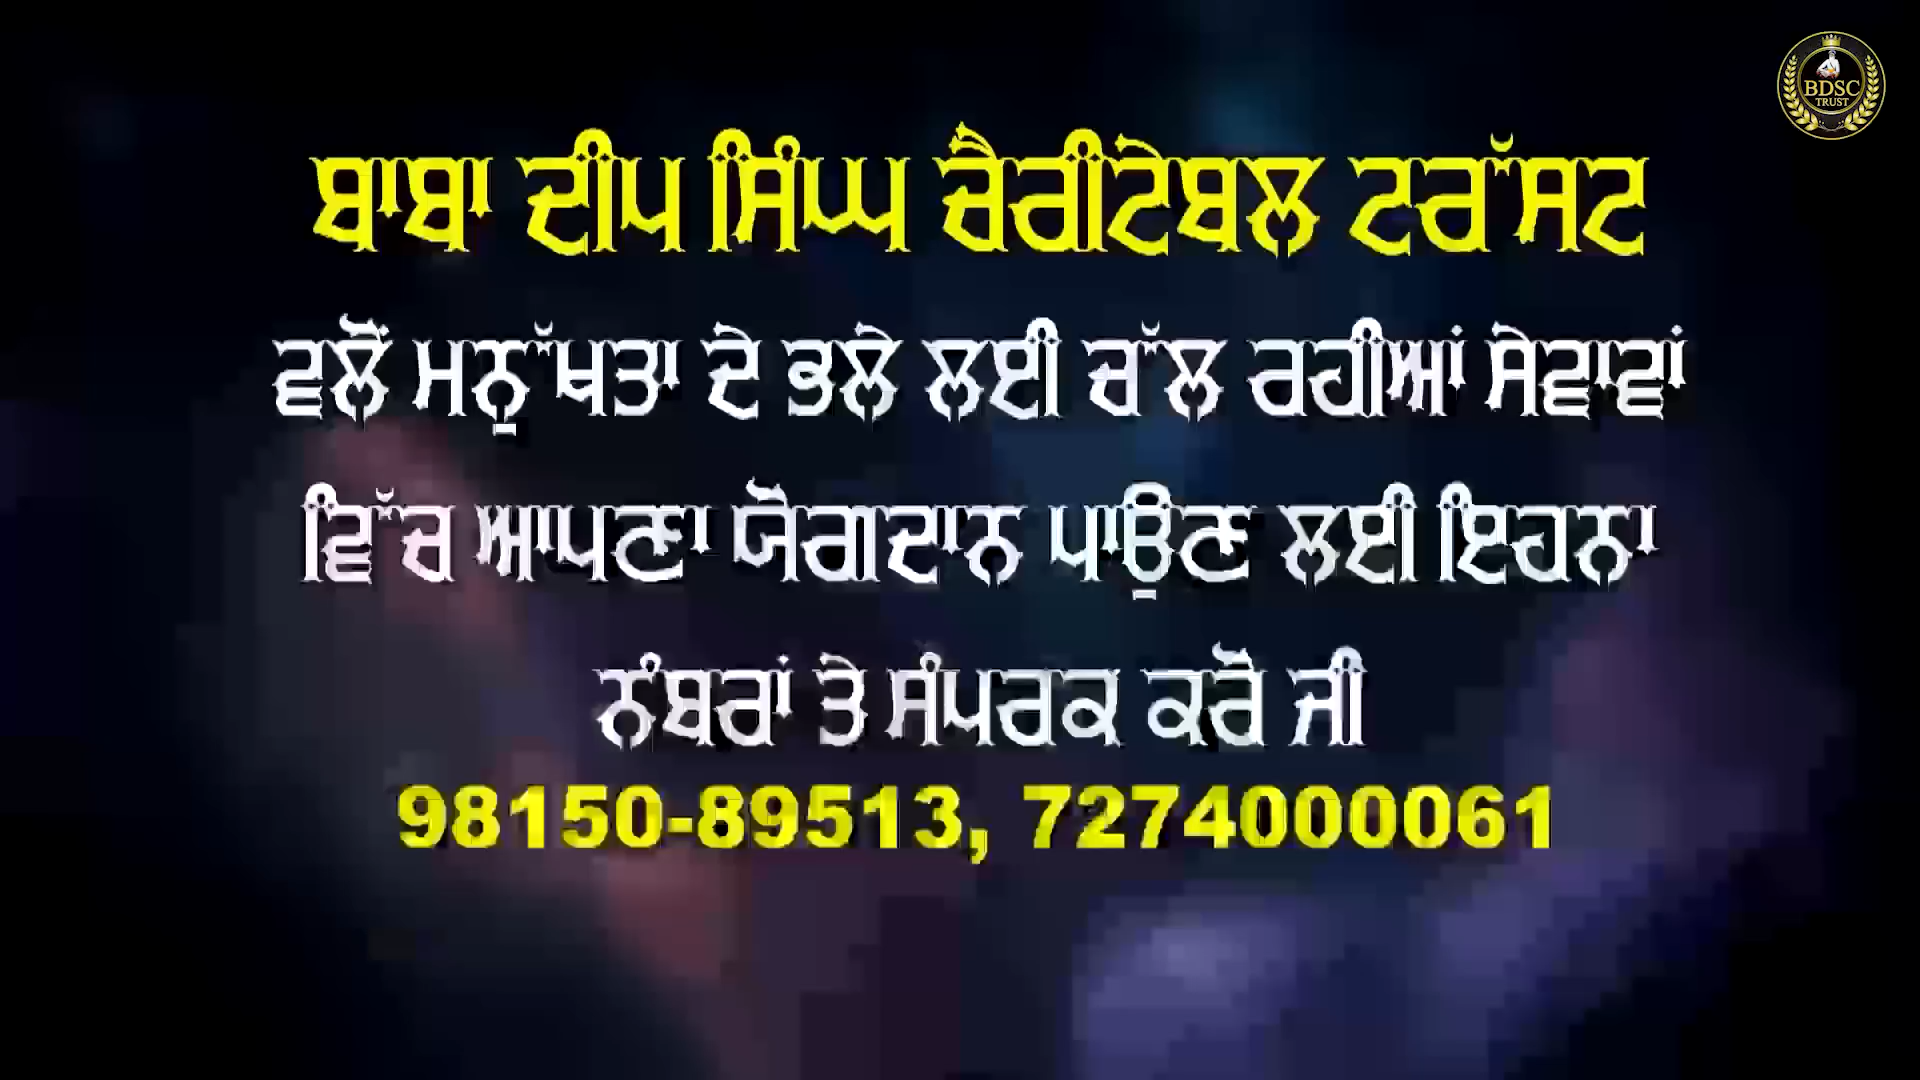 BDSC
TRUST
ਬਾਬਾ ਦੀਪ ਸਿੰਘ ਚੈਰੀਟੇਬਲ ਟਰੱਸਟ
ਵਲੋਂ ਮਨੁੱਖਤਾ ਦੇ ਭਲੇ ਲਈ ਚੱਲ ਰਹੀਆਂ ਸੇਵਾਵਾਂ
ਵਿੱਚ ਆਪਣਾ ਯੋਗਦਾਨ ਪਾਉਣ ਲਈ ਇਹਨਾ
ਨੰਬਰਾਂ ਤੇ ਸੰਪਰਕ ਕਰੋ ਜੀ
98150-89513, 7274000061